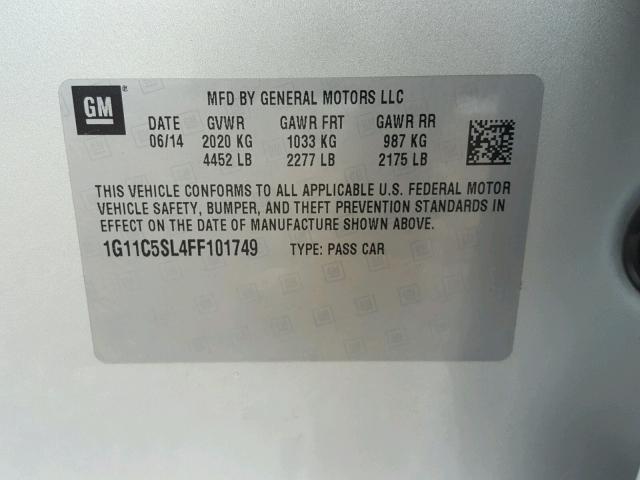 GM
MFD BY GENERAL MOTORS LLC
DATE GVWR GAWR FRT GAWR RR
06/14 2020 KG 1033 KG 987 KG
4452 LB 2277 LB 2175 LB
THIS VEHICLE CONFORMS TO ALL APPLICABLE U.S. FEDERAL MOTOR
VEHICLE SAFETY, BUMPER, AND THEFT PREVENTION STANDARDS IN
EFFECT ON THE DATE OF MANUFACTURE SHOWN ABOVE.
1G11C5SL4FF101749 TYPE: PASS CAR